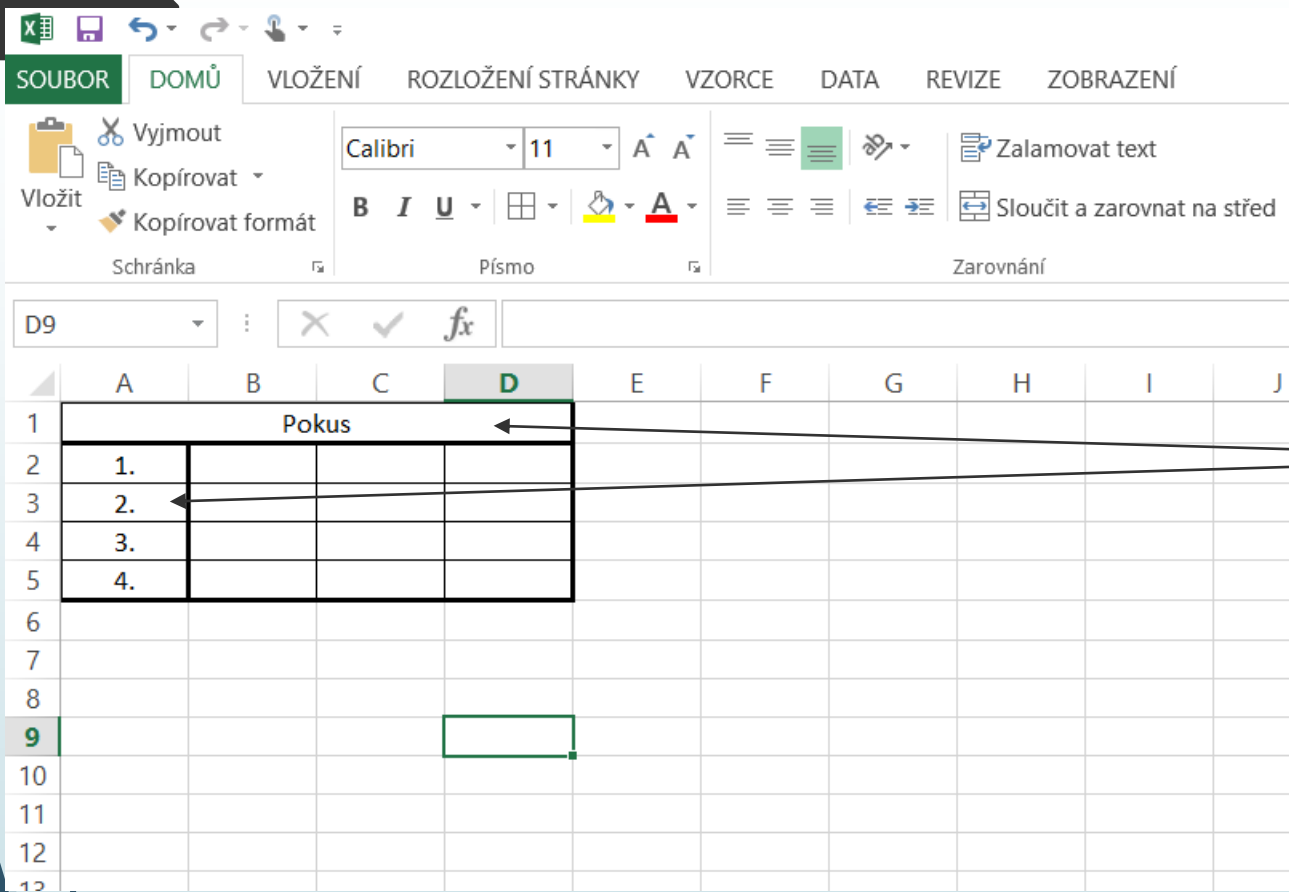 SOUBOR DOMŮ VLOŽENÍ ROZLOŽENÍ STRÁNKY VZORCE DATA REVIZE ZOBRAZENÍ
Vložit
Vyjmout
Kopírovat
Kopírovat formát
Schránka
Calibri 11 A A
B I U A
Písmo
Zalamovat text
Sloučit a zarovnat na střed
Zarovnání
D9 fx
A B C D E F G H I J
1 Pokus
2 1.
3 2.
4 3.
5 4.
6
7
8
9
10
11
12
13